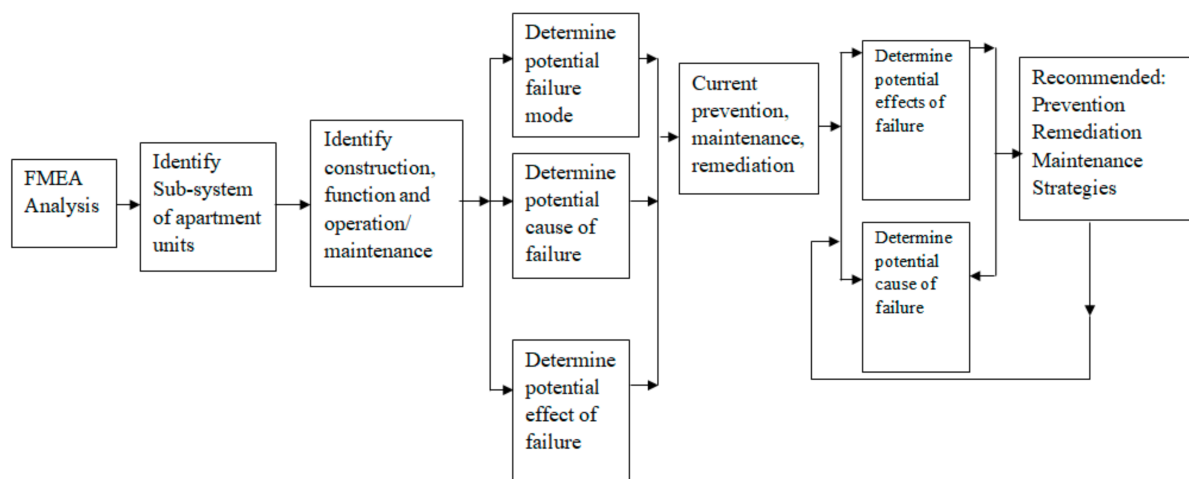 FMEA
Analysis
Identify
Sub-system
of apartment
units
Identify
construction,
function and
operation/
maintenance
Determine
potential
failure
mode
Determine
potential
cause of
failure
Determine
potential
effect of
failure
Current
prevention,
maintenance,
remediation
Determine
potential
effects of
failure
Determine
potential
cause of
failure
Recommended:
Prevention
Remediation
Maintenance
Strategies